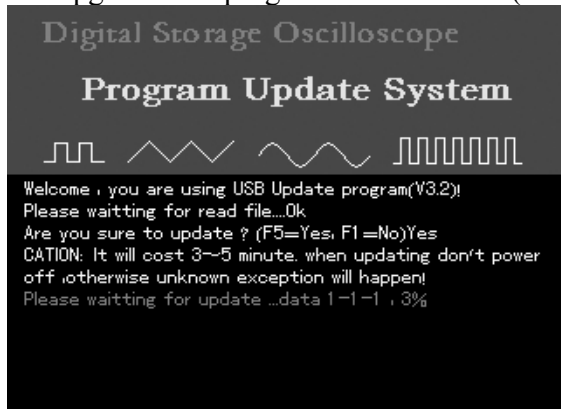 Digital Storage Oscilloscope
Program Update System
Welcome , you are using USB Update program(V3.2)!
Please waitting for read file....Ok
Are you sure to update ? (F5=Yes, F1=No)Yes
CATION: It will cost 3~5 minute. when updating don't power
off ,otherwise unknown exception will happen!
Please waitting for update ...data 1-1-1 , 3%